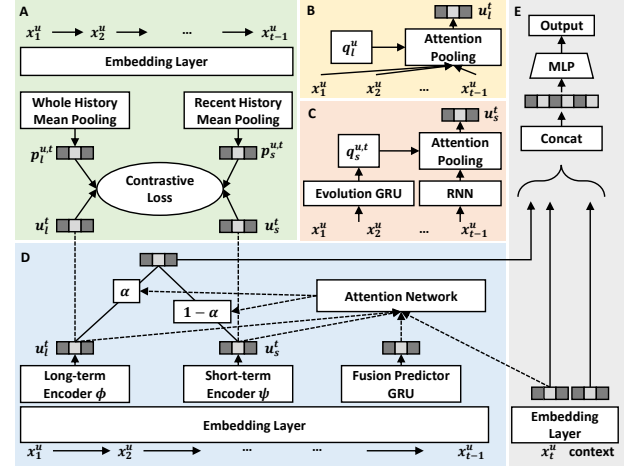 A
x_1^u x_2^u ... x_{t-1}^u
Embedding Layer
Whole History
Mean Pooling
Recent History
Mean Pooling
p_l^{u,t}
p_s^{u,t}
Contrastive
Loss
u_l^t
u_s^t
B
u_l^t
q_l^u
Attention
Pooling
x_1^u x_2^u ... x_{t-1}^u
C
u_s^t
q_s^{u,t}
Attention
Pooling
Evolution GRU
RNN
x_1^u x_2^u ... x_{t-1}^u
D
α
1 − α
Attention Network
u_l^t
u_s^t
Long-term
Encoder ϕ
Short-term
Encoder ψ
Fusion Predictor
GRU
Embedding Layer
x_1^u x_2^u ... ... x_{t-1}^u
E
Output
MLP
Concat
Embedding
Layer
x_t^u context